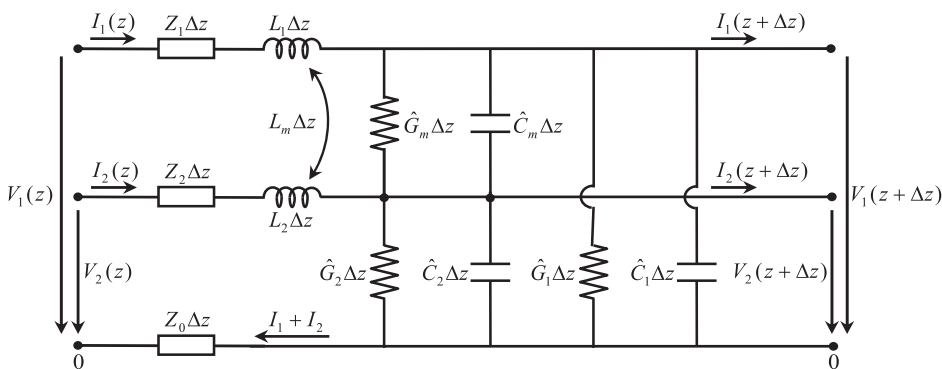 I₁(z) Z₁Δz L₁Δz I₁(z + Δz)
LₘΔz ĜₘΔz ĈₘΔz
I₂(z) Z₂Δz I₂(z + Δz)
V₁(z) L₂Δz V₁(z + Δz)
V₂(z) Ĝ₂Δz Ĉ₂Δz Ĝ₁Δz Ĉ₁Δz V₂(z + Δz)
Z₀Δz I₁ + I₂
0 0